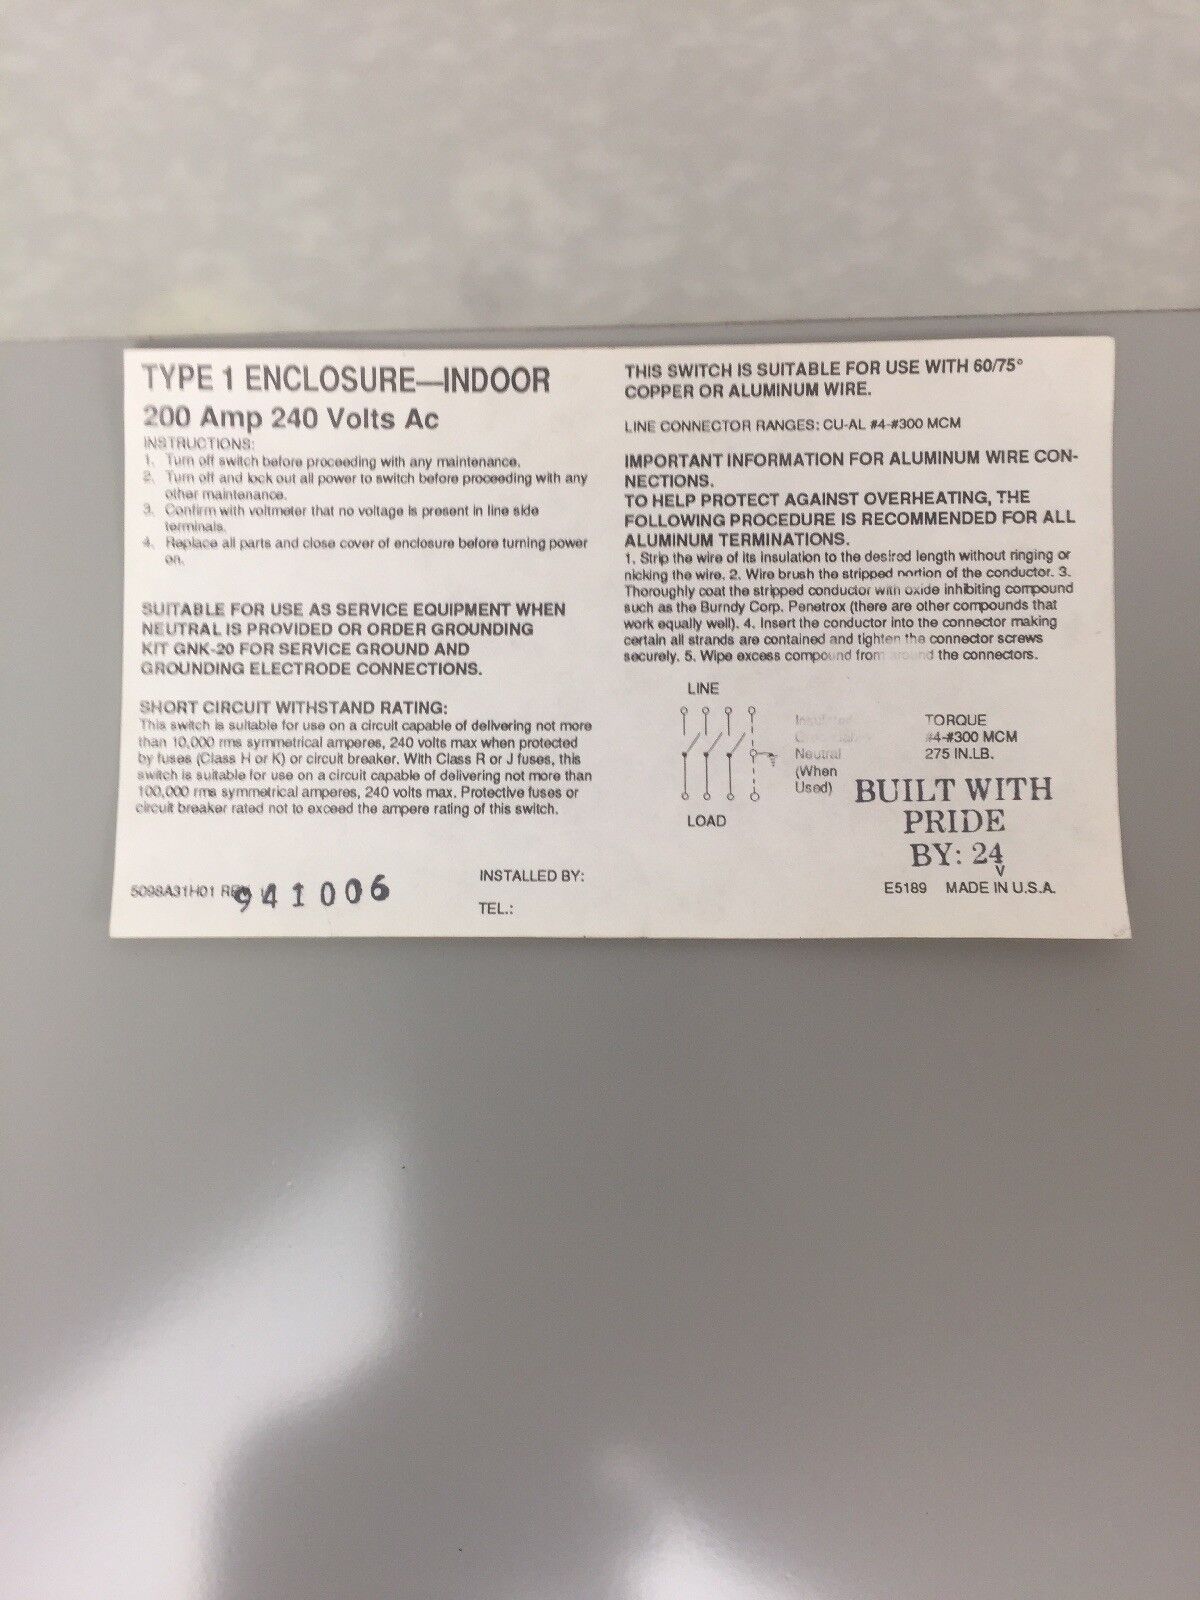 TYPE 1 ENCLOSURE—INDOOR
200 Amp 240 Volts Ac
INSTRUCTIONS:
1. Turn off switch before proceeding with any maintenance.
2. Turn off and lock out all power to switch before proceeding with any
other maintenance.
3. Confirm with voltmeter that no voltage is present in line side
terminals.
4. Replace all parts and close cover of enclosure before turning power
on.
SUITABLE FOR USE AS SERVICE EQUIPMENT WHEN
NEUTRAL IS PROVIDED OR ORDER GROUNDING
KIT GNK-20 FOR SERVICE GROUND AND
GROUNDING ELECTRODE CONNECTIONS.
SHORT CIRCUIT WITHSTAND RATING:
This switch is suitable for use on a circuit capable of delivering not more
than 10,000 rms symmetrical amperes, 240 volts max when protected
by fuses (Class H or K) or circuit breaker. With Class R or J fuses, this
switch is suitable for use on a circuit capable of delivering not more than
100,000 rms symmetrical amperes, 240 volts max. Protective fuses or
circuit breaker rated not to exceed the ampere rating of this switch.
5098A31H01
941006
INSTALLED BY:
TEL.:
THIS SWITCH IS SUITABLE FOR USE WITH 60/75°
COPPER OR ALUMINUM WIRE.
LINE CONNECTOR RANGES: CU-AL #4-#300 MCM
IMPORTANT INFORMATION FOR ALUMINUM WIRE CON-
NECTIONS.
TO HELP PROTECT AGAINST OVERHEATING, THE
FOLLOWING PROCEDURE IS RECOMMENDED FOR ALL
ALUMINUM TERMINATIONS.
1. Strip the wire of its insulation to the desired length without ringing or
nicking the wire. 2. Wire brush the stripped portion of the conductor. 3.
Thoroughly coat the stripped conductor with oxide inhibiting compound
such as the Burndy Corp. Penetrox (there are other compounds that
work equally well). 4. Insert the conductor into the connector making
certain all strands are contained and tighten the connector screws
securely. 5. Wipe excess compound from around the connectors.
LINE
Insulated
Neutral
(When
Used)
LOAD
TORQUE
#4-#300 MCM
275 IN.LB.
BUILT WITH
PRIDE
BY: 24
V
E5189 MADE IN U.S.A.